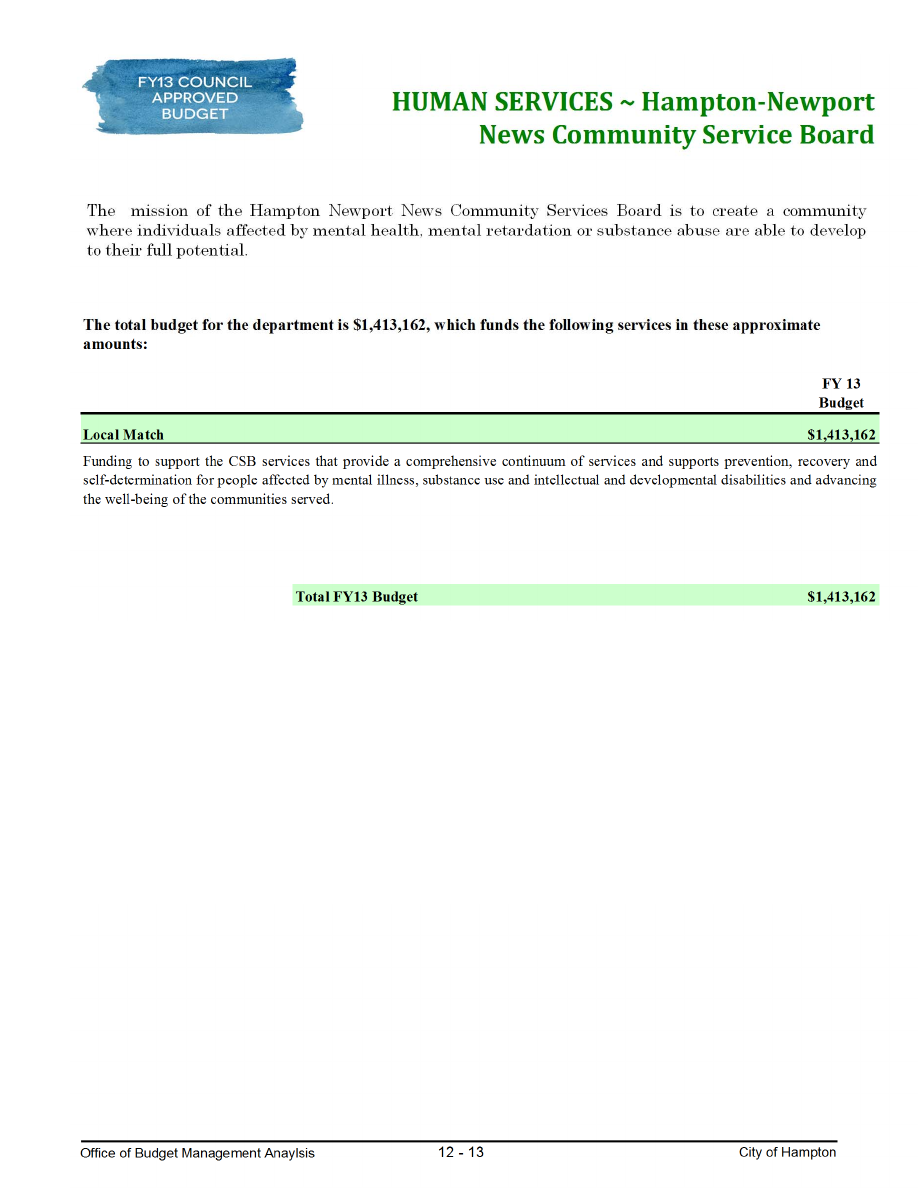 FY13 COUNCIL
APPROVED
BUDGET
HUMAN SERVICES ~ Hampton-Newport
News Community Service Board
The mission of the Hampton Newport News Community Services Board is to create a community
where individuals affected by mental health, mental retardation or substance abuse are able to develop
to their full potential.
The total budget for the department is $1,413,162, which funds the following services in these approximate
amounts:
FY 13
Budget
Local Match $1,413,162
Funding to support the CSB services that provide a comprehensive continuum of services and supports prevention, recovery and
self-determination for people affected by mental illness, substance use and intellectual and developmental disabilities and advancing
the well-being of the communities served.
Total FY13 Budget $1,413,162
Office of Budget Management Anaylsis 12 - 13 City of Hampton